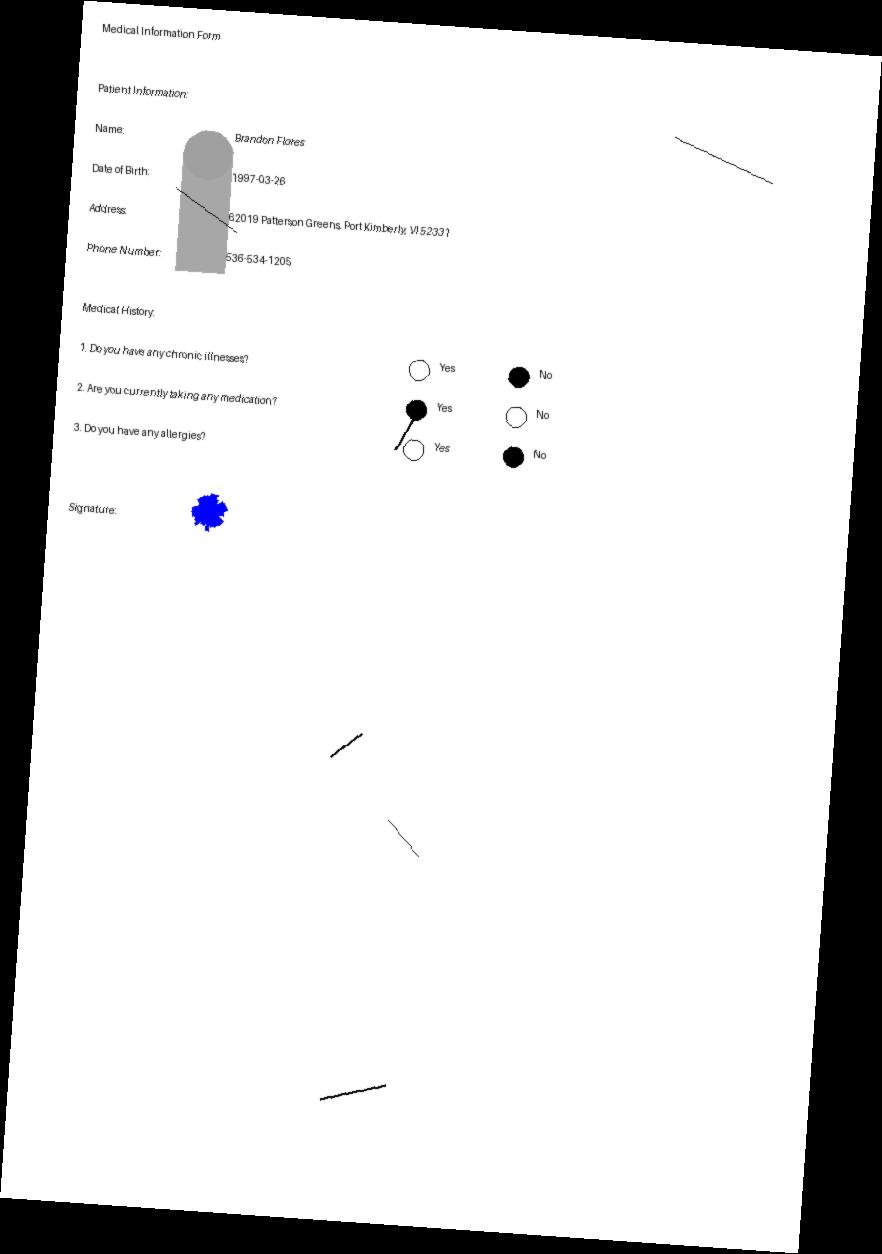 Medical Information Form
Patient Information:
Name: Brandon Flores
Date of Birth: 1997-03-26
Address: 62019 Patterson Greens, Port Kimberly, VI 52331
Phone Number: 536-534-1205
Medical History:
1. Do you have any chronic illnesses? Yes No
2. Are you currently taking any medication? Yes No
3. Do you have any allergies? Yes No
Signature: